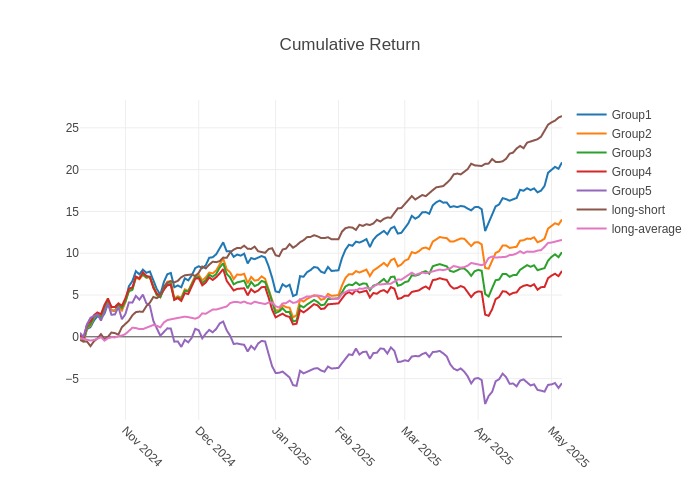 Cumulative Return
25
20
15
10
5
0
−5
Nov 2024
Dec 2024
Jan 2025
Feb 2025
Mar 2025
Apr 2025
May 2025
Group1
Group2
Group3
Group4
Group5
long-short
long-average